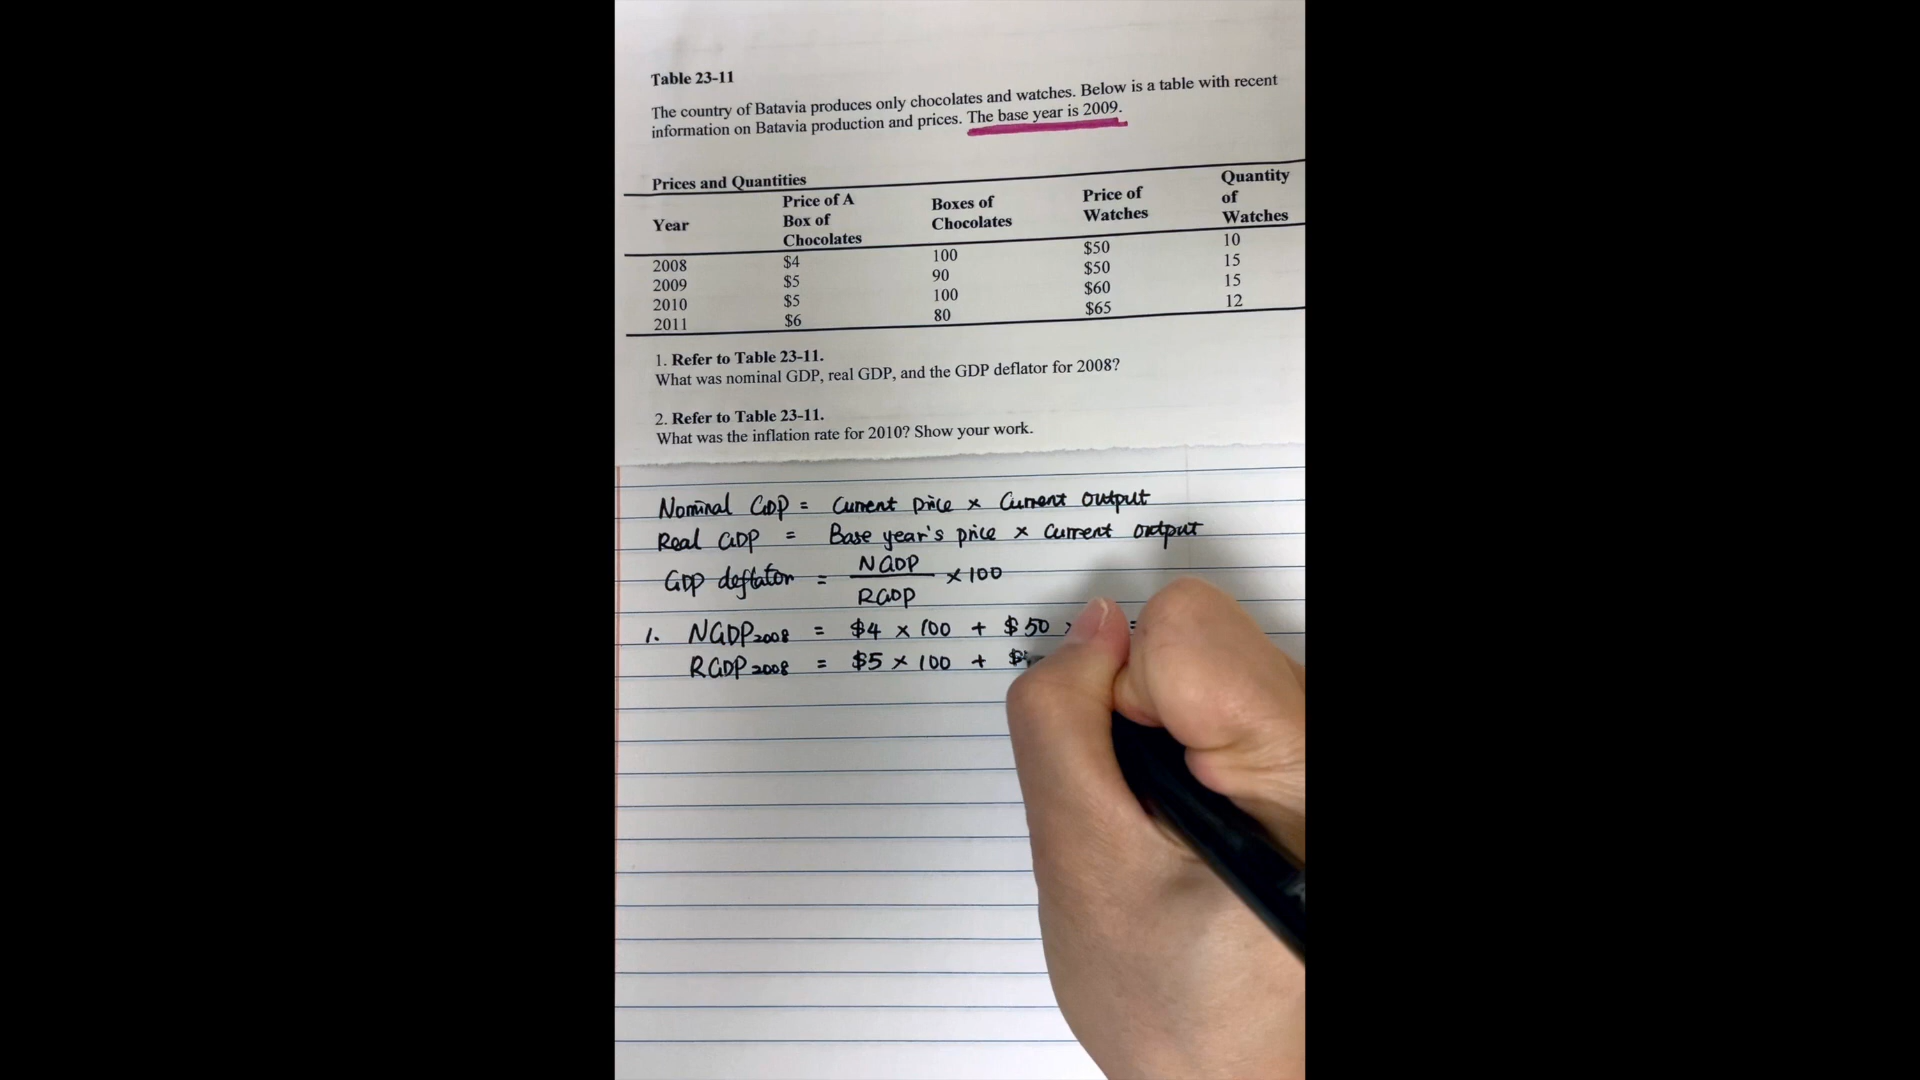 Table 23-11
The country of Batavia produces only chocolates and watches. Below is a table with recent
information on Batavia production and prices. The base year is 2009.
Prices and Quantities
Year Price of A Box of Chocolates Boxes of Chocolates Price of Watches Quantity of Watches
2008 $4 100 $50 10
2009 $5 90 $50 15
2010 $5 100 $60 15
2011 $6 80 $65 12
1. Refer to Table 23-11.
What was nominal GDP, real GDP, and the GDP deflator for 2008?
2. Refer to Table 23-11.
What was the inflation rate for 2010? Show your work.
Nominal GDP = Current price × Current output
Real GDP = Base year's price × Current output
GDP deflator = NGDP / RGDP × 100
1. NGDP2008 = $4 × 100 + $50 =
RGDP2008 = $5 × 100 + $